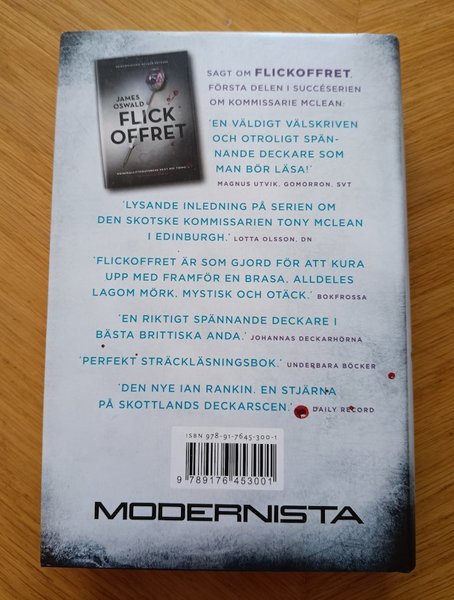 JAMES
OSWALD
FLICK
OFFRET
SAGT OM FLICKOFFRET,
FÖRSTA DELEN I SUCCÉSERIEN
OM KOMMISSARIE MCLEAN:
'EN VÄLDIGT VÄLSKRIVEN
OCH OTROLIGT SPÄN-
NANDE DECKARE SOM
MAN BÖR LÄSA!'
MAGNUS UTVIK, GOMORRON, SVT
'LYSANDE INLEDNING PÅ SERIEN OM
DEN SKOTSKE KOMMISSARIEN TONY MCLEAN
I EDINBURGH.' LOTTA OLSSON, DN
'FLICKOFFRET ÄR SOM GJORD FÖR ATT KURA
UPP MED FRAMFÖR EN BRASA, ALLDELES
LAGOM MÖRK, MYSTISK OCH OTÄCK.' BOKFROSSA
'EN RIKTIGT SPÄNNANDE DECKARE I
BÄSTA BRITTISKA ANDA.' JOHANNAS DECKARHÖRNA
'PERFEKT STRÄCKLÄSNINGSBOK.' UNDERBARA BÖCKER
'DEN NYE IAN RANKIN. EN STJÄRNA
PÅ SKOTTLANDS DECKARSCEN.' DAILY RECORD
ISBN 978-91-7645-300-1
9 789176 453001
MODERNISTA